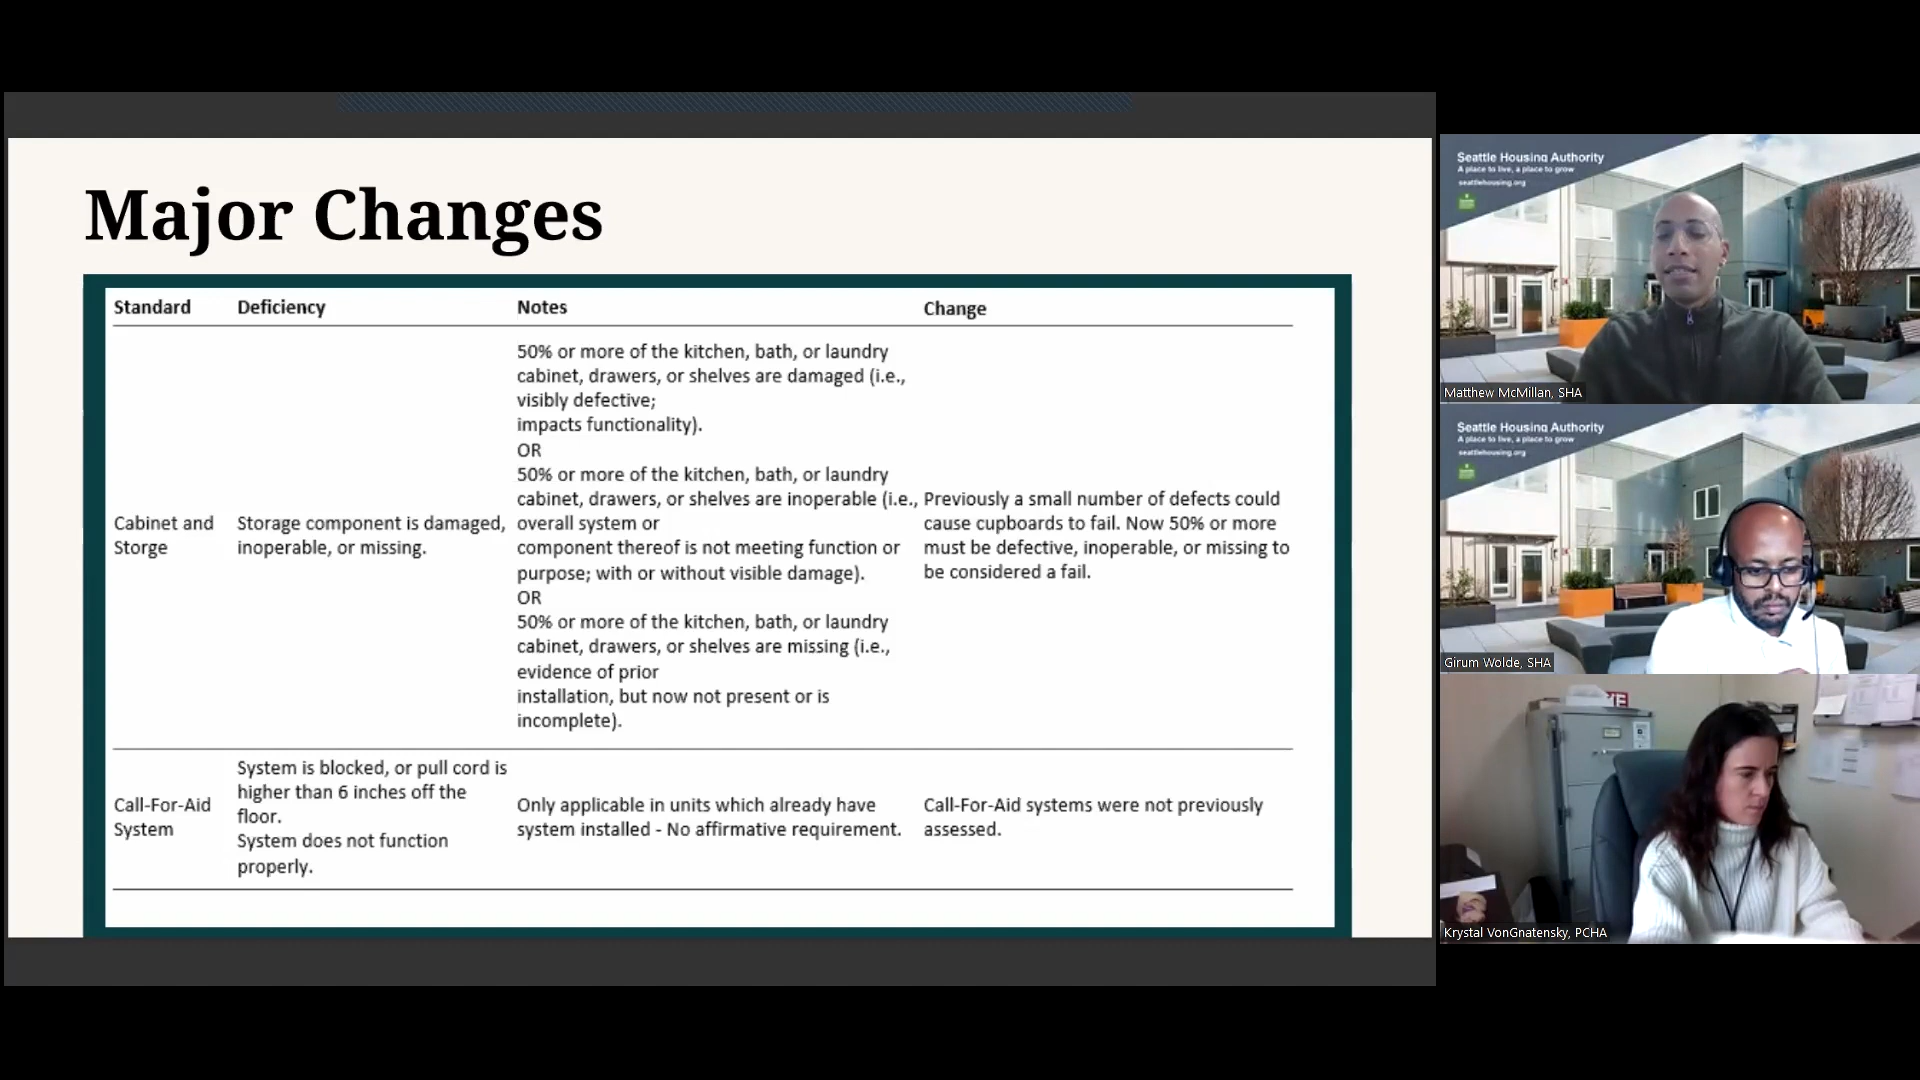 Major Changes
Standard
Deficiency
Notes
Change
Cabinet and
Storge
Storage component is damaged,
inoperable, or missing.
50% or more of the kitchen, bath, or laundry
cabinet, drawers, or shelves are damaged (i.e.,
visibly defective;
impacts functionality).
OR
50% or more of the kitchen, bath, or laundry
cabinet, drawers, or shelves are inoperable (i.e.,
overall system or
component thereof is not meeting function or
purpose; with or without visible damage).
OR
50% or more of the kitchen, bath, or laundry
cabinet, drawers, or shelves are missing (i.e.,
evidence of prior
installation, but now not present or is
incomplete).
Previously a small number of defects could
cause cupboards to fail. Now 50% or more
must be defective, inoperable, or missing to
be considered a fail.
Call-For-Aid
System
System is blocked, or pull cord is
higher than 6 inches off the
floor.
System does not function
properly.
Only applicable in units which already have
system installed - No affirmative requirement.
Call-For-Aid systems were not previously
assessed.
Seattle Housing Authority
A place to live, a place to grow
seattlehousing.org
Matthew McMillan, SHA
Seattle Housing Authority
A place to live, a place to grow
seattlehousing.org
Girum Wolde, SHA
Krystal VonGnatensky, PCHA